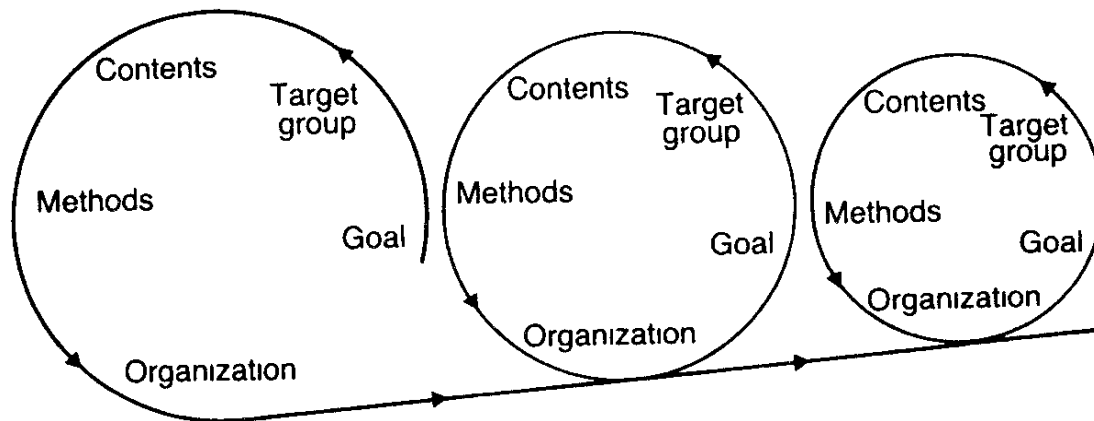 Contents
Target
group
Methods
Goal
Organization
Contents
Target
group
Methods
Goal
Organization
Contents
Target
group
Methods
Goal
Organization